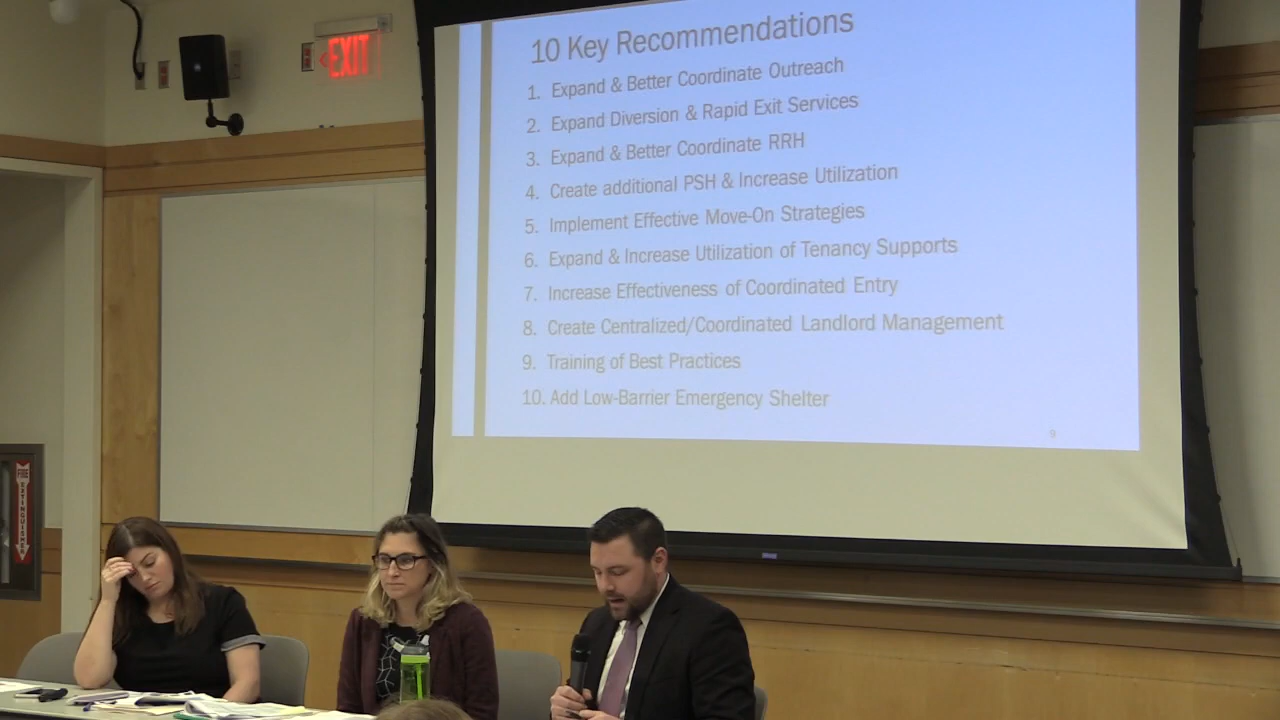 EXIT
10 Key Recommendations
1. Expand & Better Coordinate Outreach
2. Expand Diversion & Rapid Exit Services
3. Expand & Better Coordinate RRH
4. Create additional PSH & Increase Utilization
5. Implement Effective Move-On Strategies
6. Expand & Increase Utilization of Tenancy Supports
7. Increase Effectiveness of Coordinated Entry
8. Create Centralized/Coordinated Landlord Management
9. Training of Best Practices
10. Add Low-Barrier Emergency Shelter
9
FIRE
EXTINGUISHER